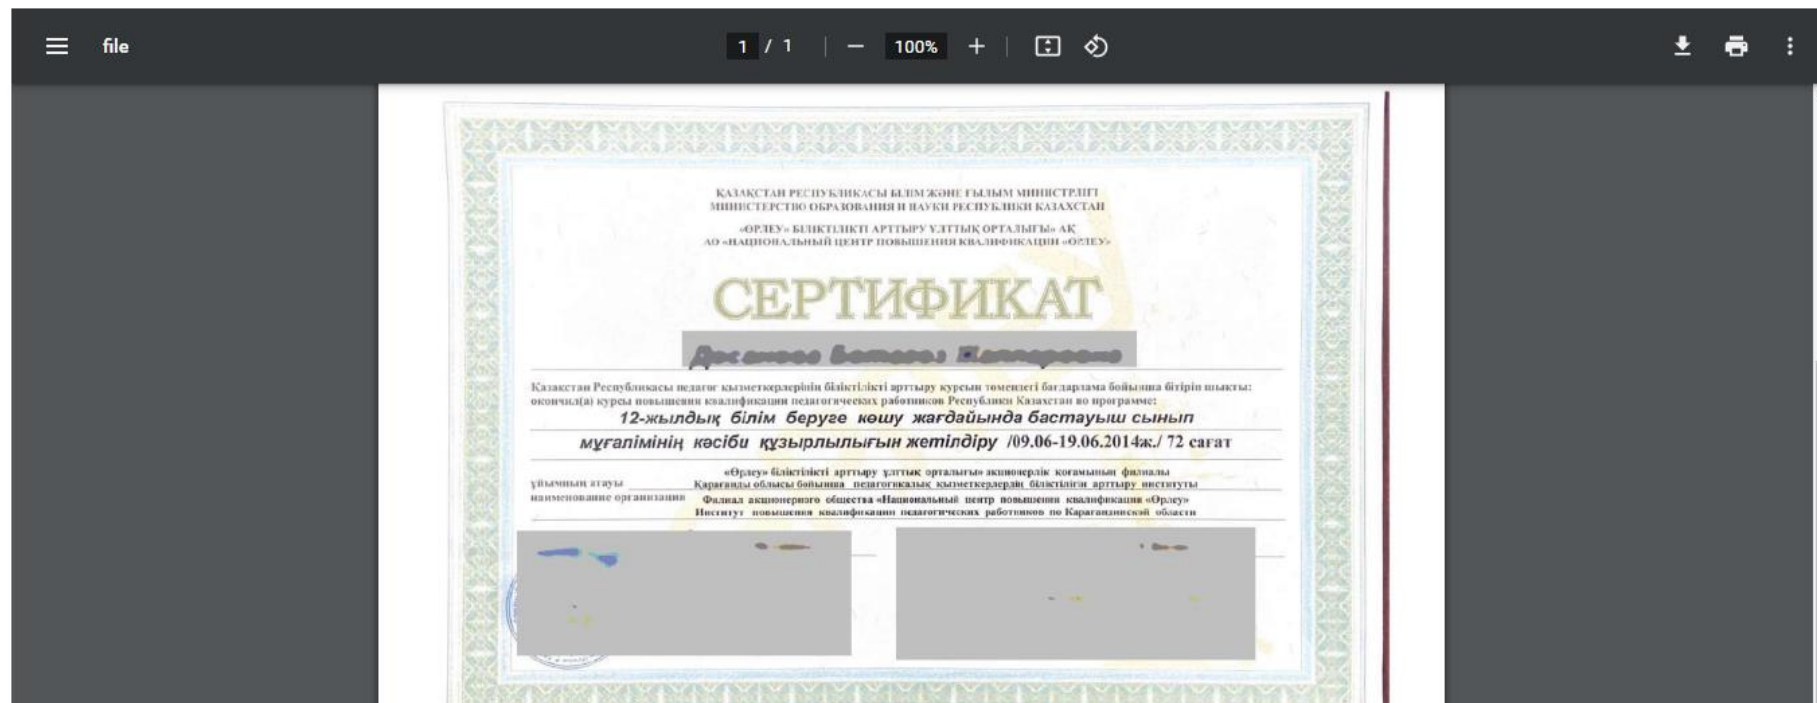 file
1 / 1
100%
ҚАЗАҚСТАН РЕСПУБЛИКАСЫ БІЛІМ ЖӘНЕ ҒЫЛЫМ МИНИСТРЛІГІ
МИНИСТЕРСТВО ОБРАЗОВАНИЯ И НАУКИ РЕСПУБЛИКИ КАЗАХСТАН
«ӨРЛЕУ» БІЛІКТІЛІКТІ АРТТЫРУ ҰЛТТЫҚ ОРТАЛЫҒЫ» АҚ
АО «НАЦИОНАЛЬНЫЙ ЦЕНТР ПОВЫШЕНИЯ КВАЛИФИКАЦИИ «ӨРЛЕУ»
СЕРТИФИКАТ
Қазақстан Республикасы педагог қызметкерлерінің біліктілікті арттыру курсын төмендегі бағдарлама бойынша бітіріп шықты:
окончил(а) курсы повышения квалификации педагогических работников Республики Казахстан по программе:
12-жылдық білім беруге көшу жағдайында бастауыш сынып
мұғалімінің кәсіби құзырлылығын жетілдіру /09.06-19.06.2014ж./ 72 сағат
«Өрлеу» біліктілікті арттыру ұлттық орталығы» акционерлік қоғамының филиалы
ұйымның атауы Қарағанды облысы бойынша педагогикалық қызметкерлердің біліктілігін арттыру институты
наименование организации Филиал акционерного общества «Национальный центр повышения квалификации «Өрлеу»
Институт повышения квалификации педагогических работников по Карагандинской области